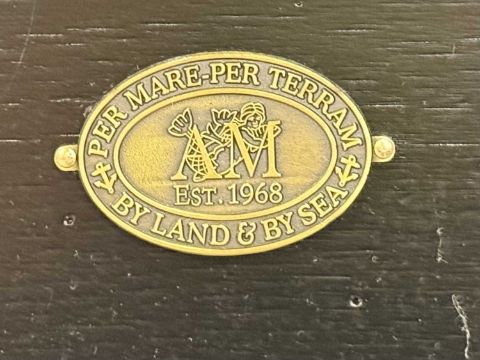 PER MARE-PER TERRAM
AM
EST. 1968
BY LAND & BY SEA